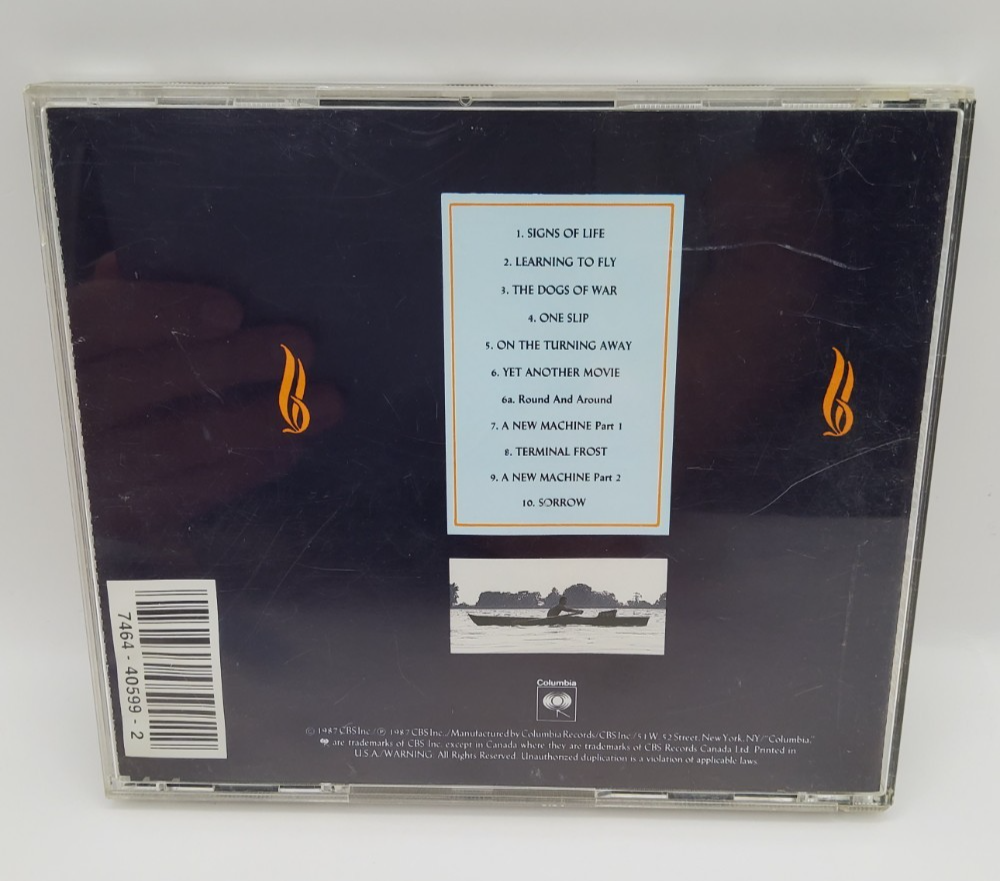 1. SIGNS OF LIFE
2. LEARNING TO FLY
3. THE DOGS OF WAR
4. ONE SLIP
5. ON THE TURNING AWAY
6. YET ANOTHER MOVIE
6a. Round And Around
7. A NEW MACHINE Part 1
8. TERMINAL FROST
9. A NEW MACHINE Part 2
10. SORROW
7464-40599-2
Columbia
© 1987 CBS Inc./℗ 1987 CBS Inc./Manufactured by Columbia Records/CBS Inc./51 W. 52 Street, New York, NY/"Columbia,"
are trademarks of CBS Inc. except in Canada where they are trademarks of CBS Records Canada Ltd. Printed in
U.S.A./WARNING: All Rights Reserved. Unauthorized duplication is a violation of applicable laws.